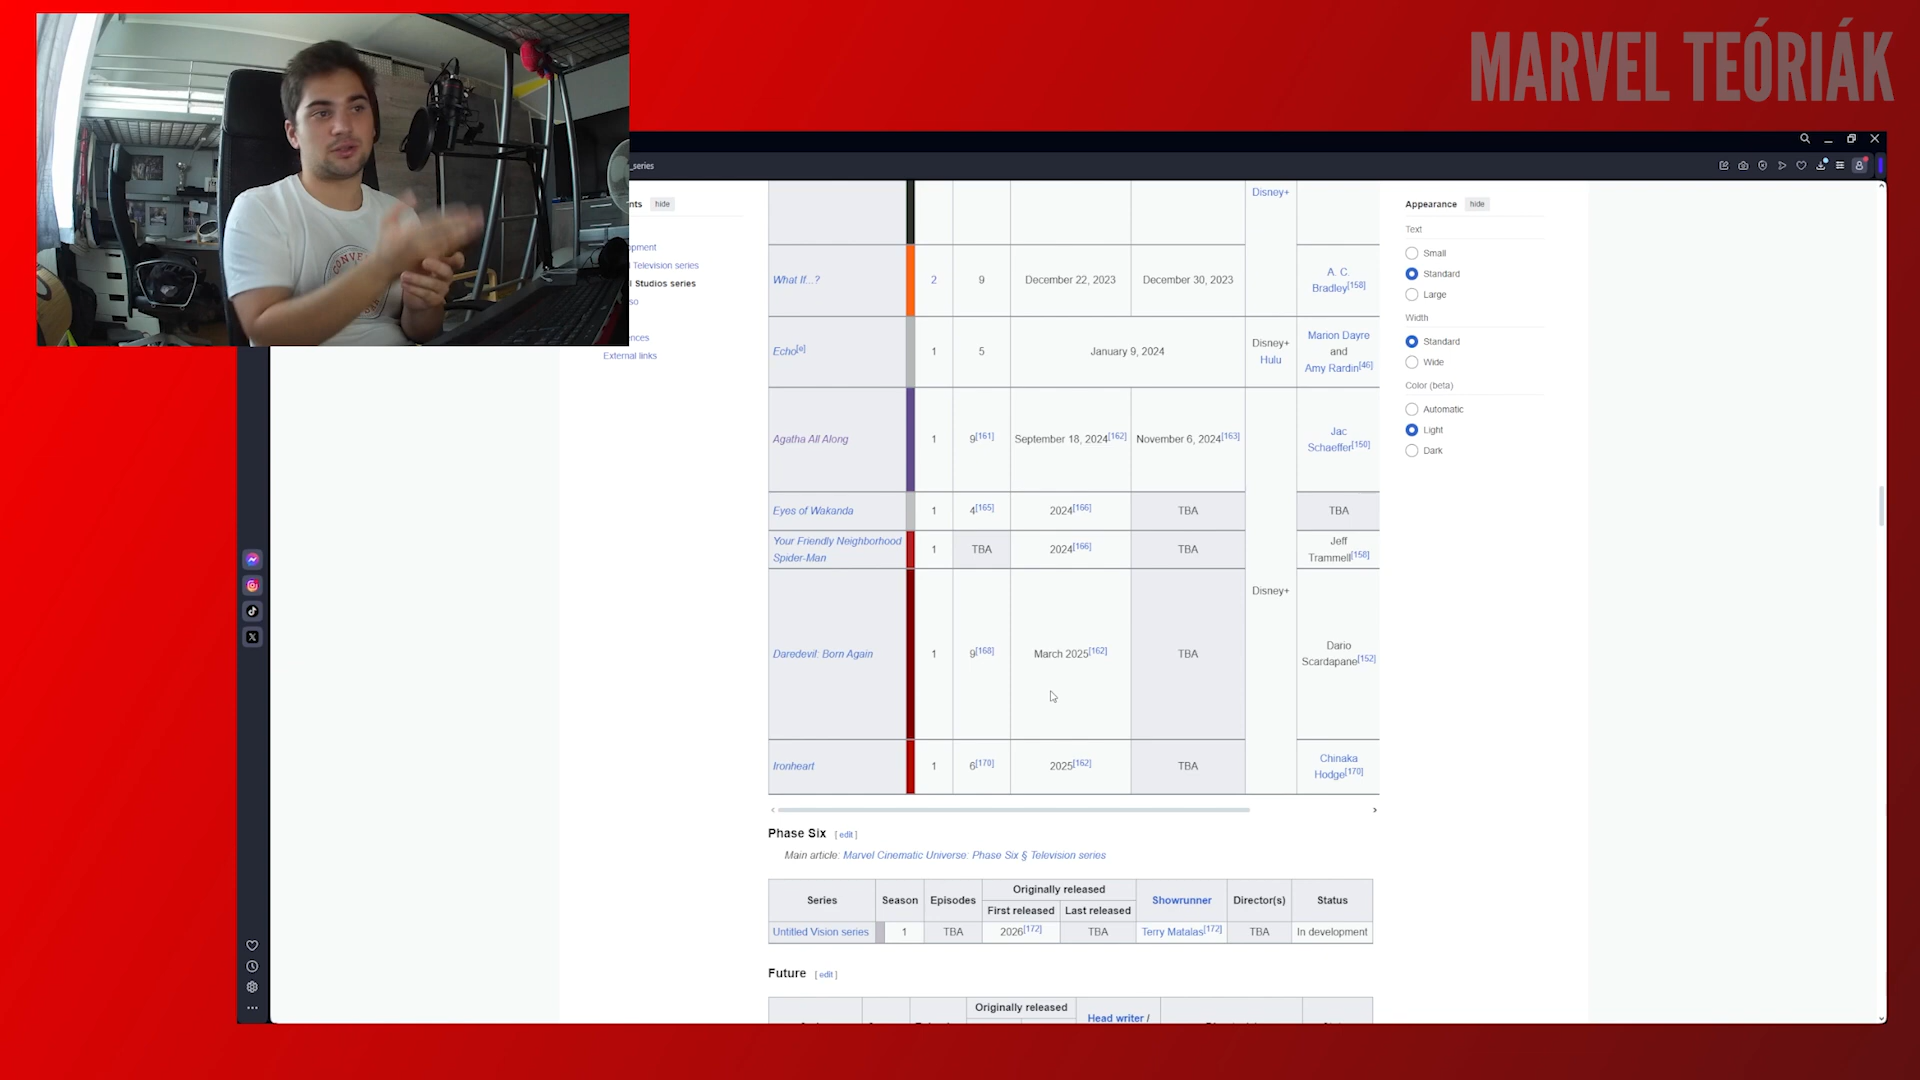 MARVEL TEÓRIÁK
_series
nts hide
opment
l Television series
l Studios series
so
ences
External links
Disney+
What If...? 2 9 December 22, 2023 December 30, 2023 A. C. Bradley[158]
Echo[e] 1 5 January 9, 2024 Disney+ Hulu Marion Dayre and Amy Rardin[46]
Agatha All Along 1 9[161] September 18, 2024[162] November 6, 2024[163] Jac Schaeffer[150]
Eyes of Wakanda 1 4[165] 2024[166] TBA TBA
Your Friendly Neighborhood Spider-Man 1 TBA 2024[166] TBA Jeff Trammell[158]
Disney+
Daredevil: Born Again 1 9[168] March 2025[162] TBA Dario Scardapane[152]
Ironheart 1 6[170] 2025[162] TBA Chinaka Hodge[170]
Phase Six [ edit ]
Main article: Marvel Cinematic Universe: Phase Six § Television series
Series Season Episodes Originally released Showrunner Director(s) Status
First released Last released
Untitled Vision series 1 TBA 2026[172] TBA Terry Matalas[172] TBA In development
Future [ edit ]
Originally released
Head writer /
Appearance hide
Text
Small
Standard
Large
Width
Standard
Wide
Color (beta)
Automatic
Light
Dark